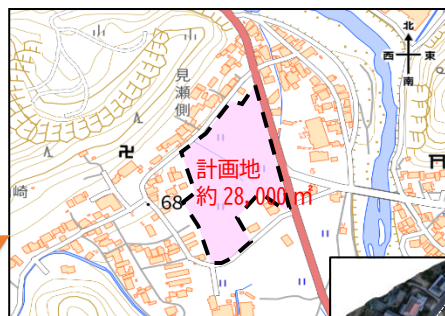 北
西 東
南
見瀬側
計画地
約 28,000 ㎡
68
崎